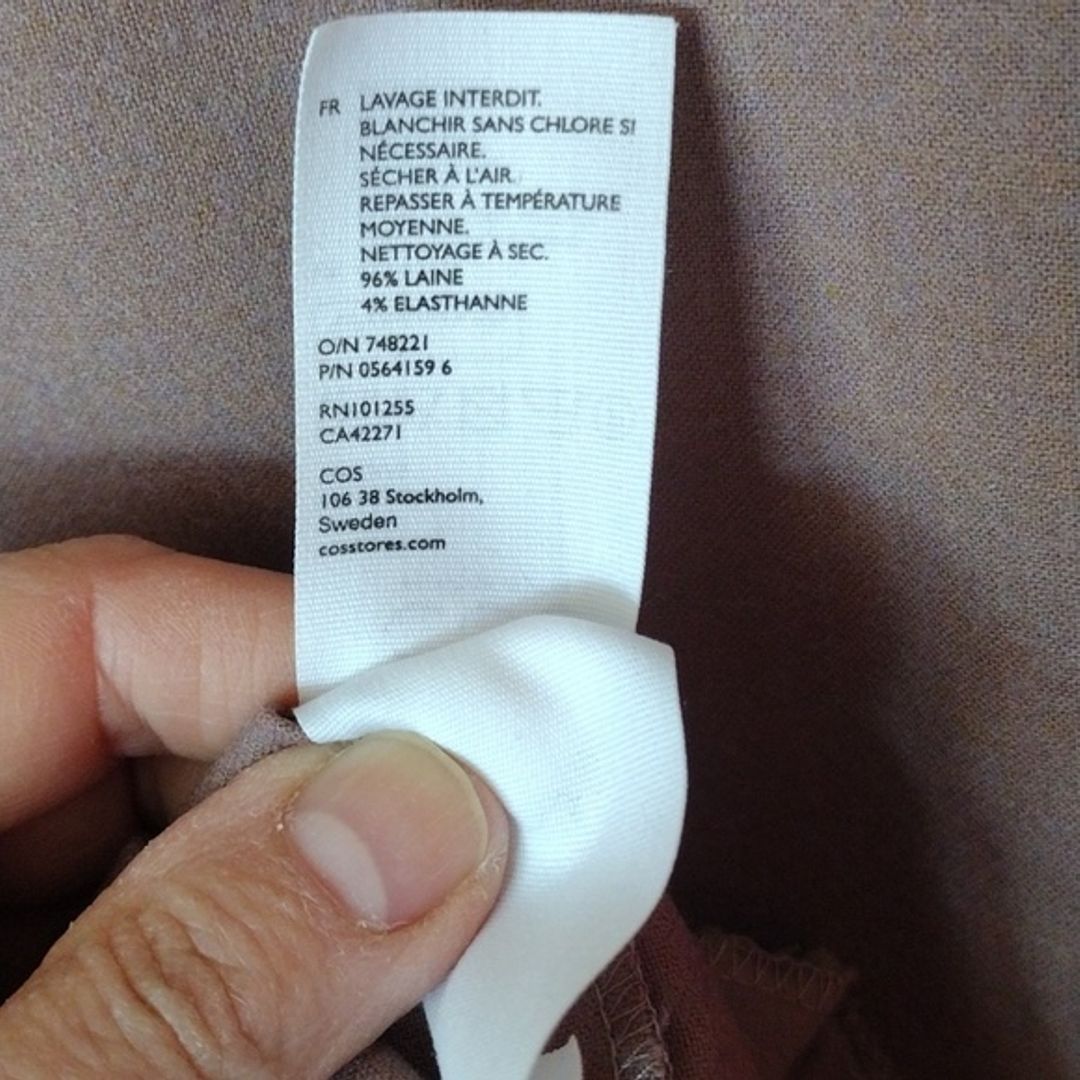 FR LAVAGE INTERDIT.
BLANCHIR SANS CHLORE SI
NÉCESSAIRE.
SÉCHER À L'AIR.
REPASSER À TEMPÉRATURE
MOYENNE.
NETTOYAGE À SEC.
96% LAINE
4% ELASTHANNE
O/N 748221
P/N 0564159 6
RN101255
CA42271
COS
106 38 Stockholm,
Sweden
cosstores.com